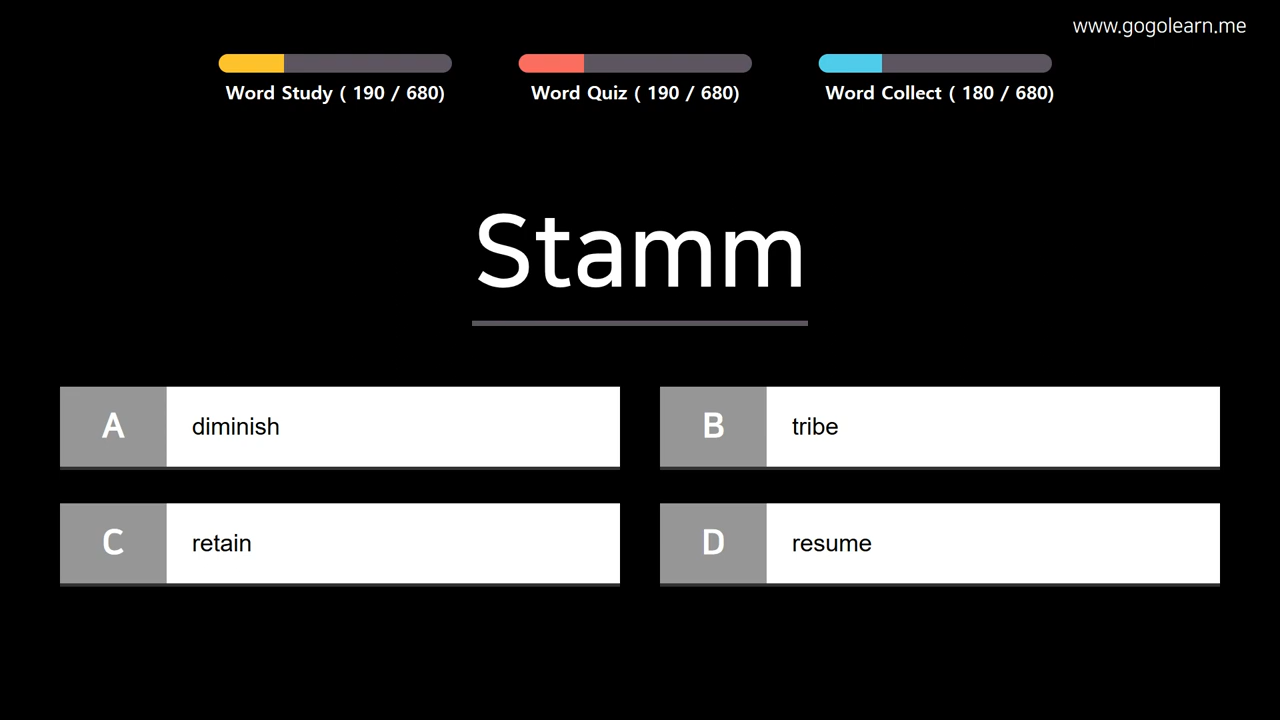 www.gogolearn.me
Word Study ( 190 / 680)
Word Quiz ( 190 / 680)
Word Collect ( 180 / 680)
Stamm
A diminish
B tribe
C retain
D resume